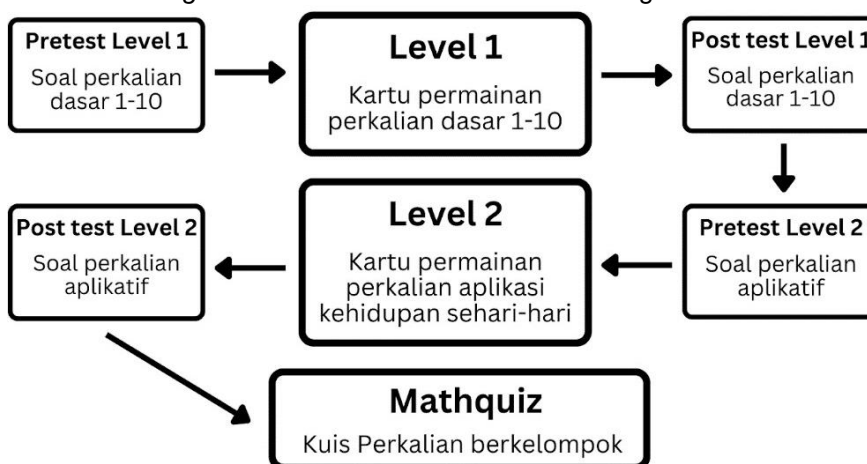 Pretest Level 1
Soal perkalian
dasar 1-10
Level 1
Kartu permainan
perkalian dasar 1-10
Post test Level 1
Soal perkalian
dasar 1-10
Pretest Level 2
Soal perkalian
aplikatif
Level 2
Kartu permainan
perkalian aplikasi
kehidupan sehari-hari
Post test Level 2
Soal perkalian
aplikatif
Mathquiz
Kuis Perkalian berkelompok